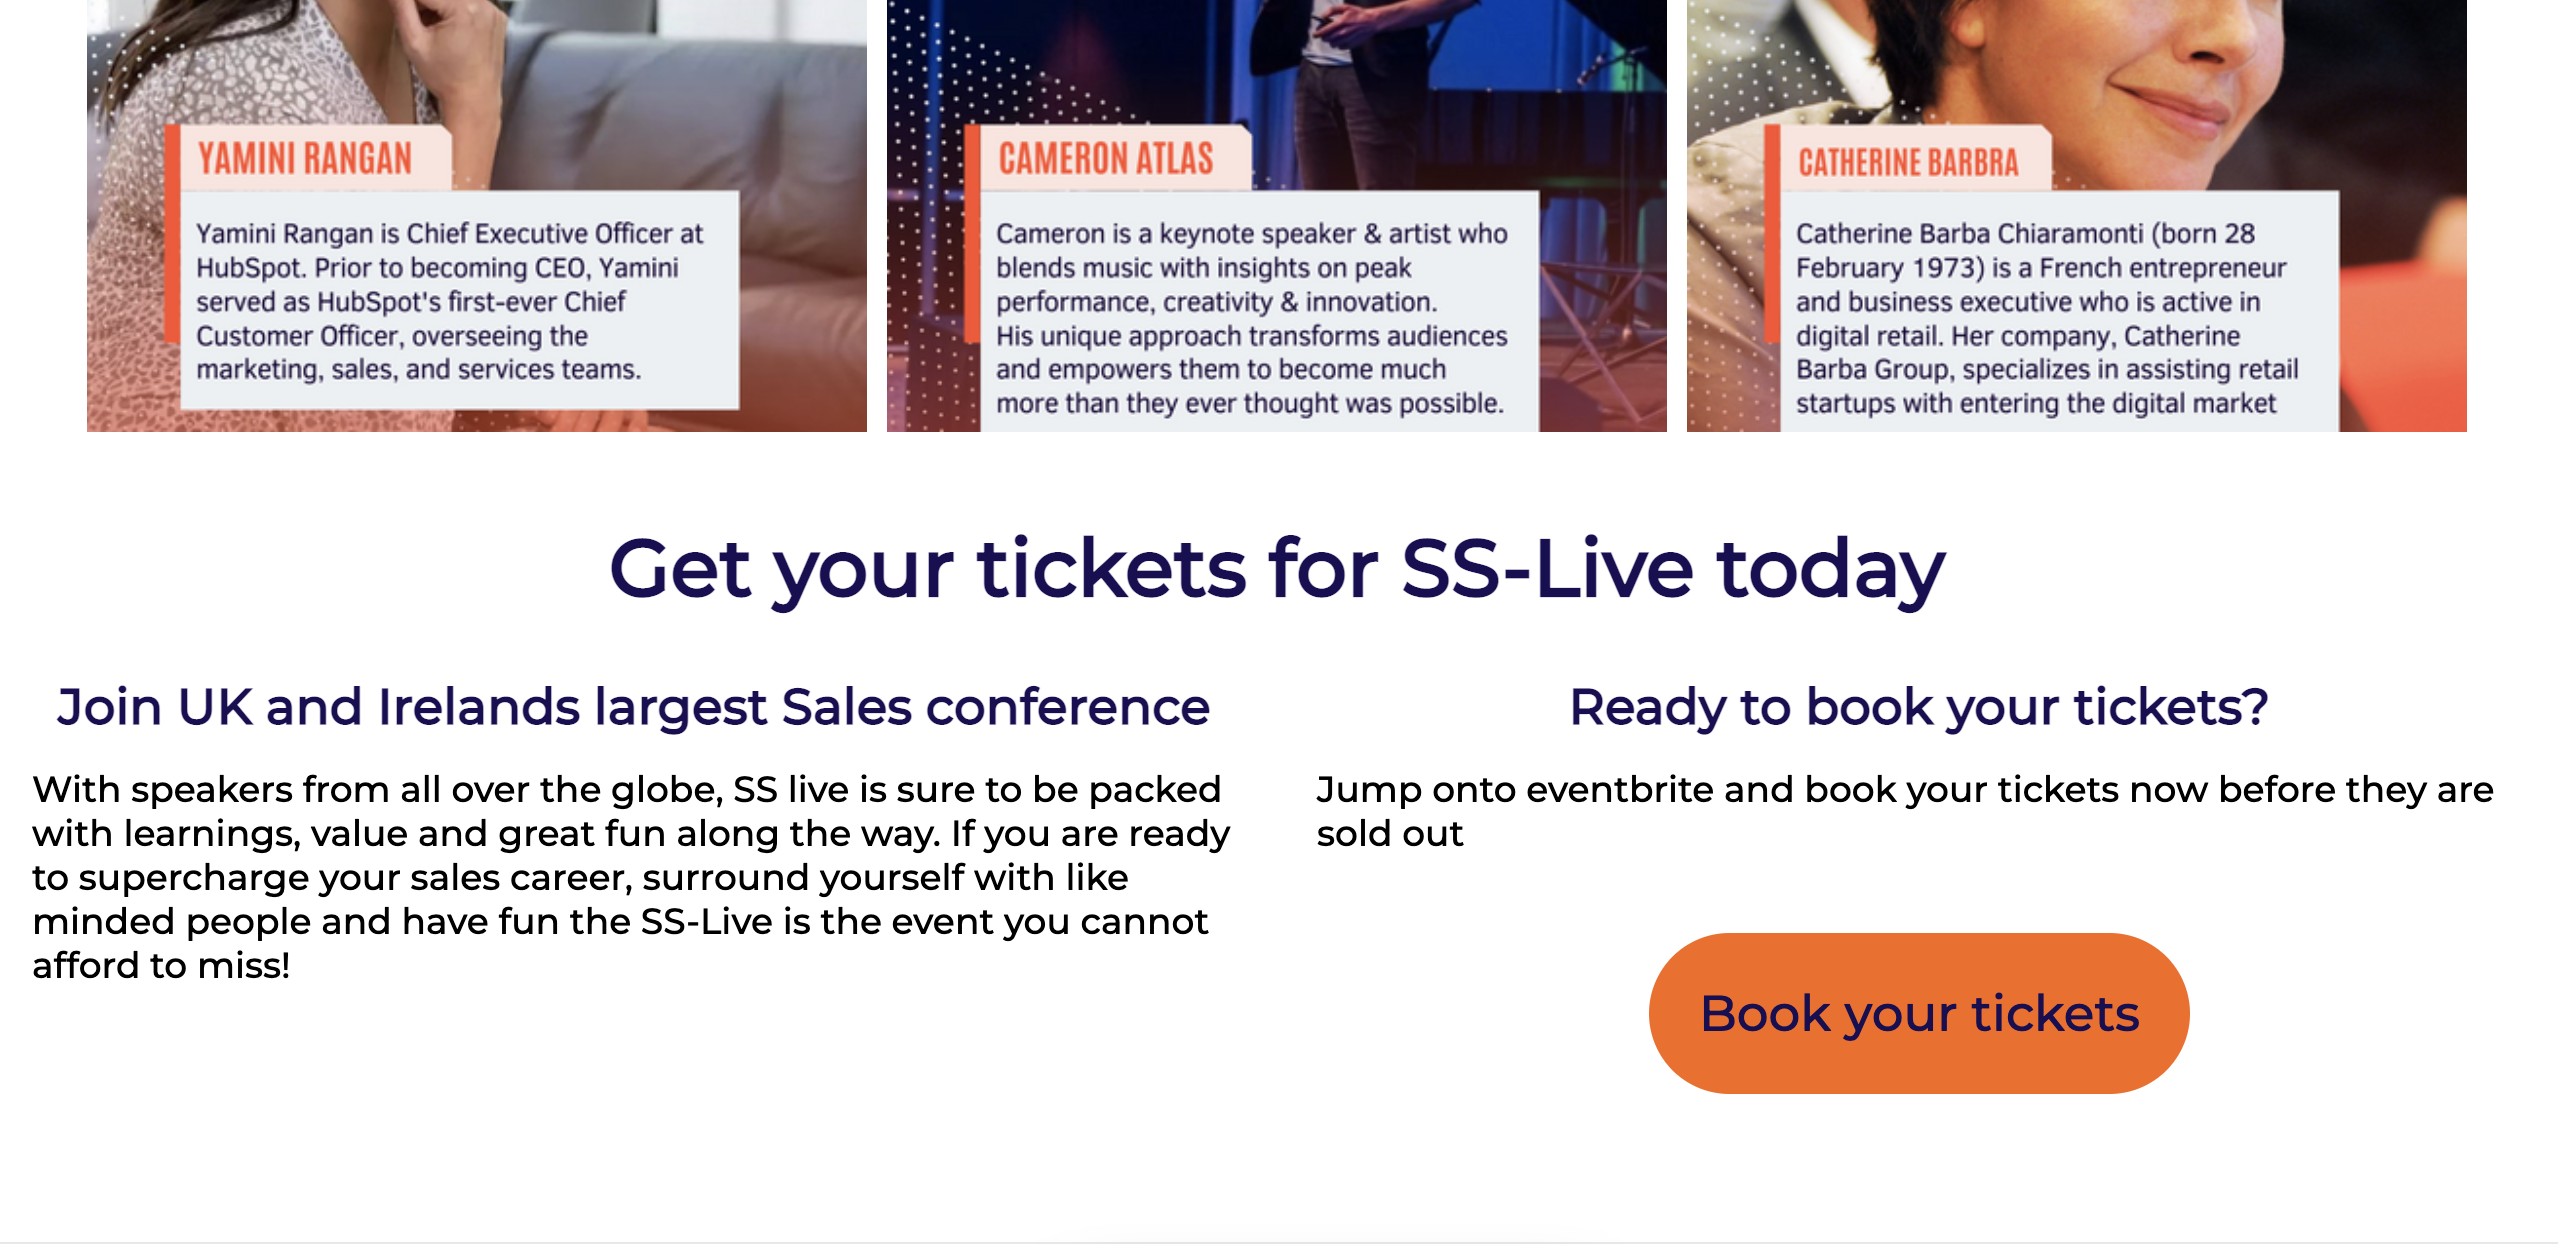 YAMINI RANGAN
Yamini Rangan is Chief Executive Officer at
HubSpot. Prior to becoming CEO, Yamini
served as HubSpot's first-ever Chief
Customer Officer, overseeing the
marketing, sales, and services teams.
CAMERON ATLAS
Cameron is a keynote speaker & artist who
blends music with insights on peak
performance, creativity & innovation.
His unique approach transforms audiences
and empowers them to become much
more than they ever thought was possible.
CATHERINE BARBRA
Catherine Barba Chiaramonti (born 28
February 1973) is a French entrepreneur
and business executive who is active in
digital retail. Her company, Catherine
Barba Group, specializes in assisting retail
startups with entering the digital market
Get your tickets for SS-Live today
Join UK and Irelands largest Sales conference
With speakers from all over the globe, SS live is sure to be packed
with learnings, value and great fun along the way. If you are ready
to supercharge your sales career, surround yourself with like
minded people and have fun the SS-Live is the event you cannot
afford to miss!
Ready to book your tickets?
Jump onto eventbrite and book your tickets now before they are
sold out
Book your tickets